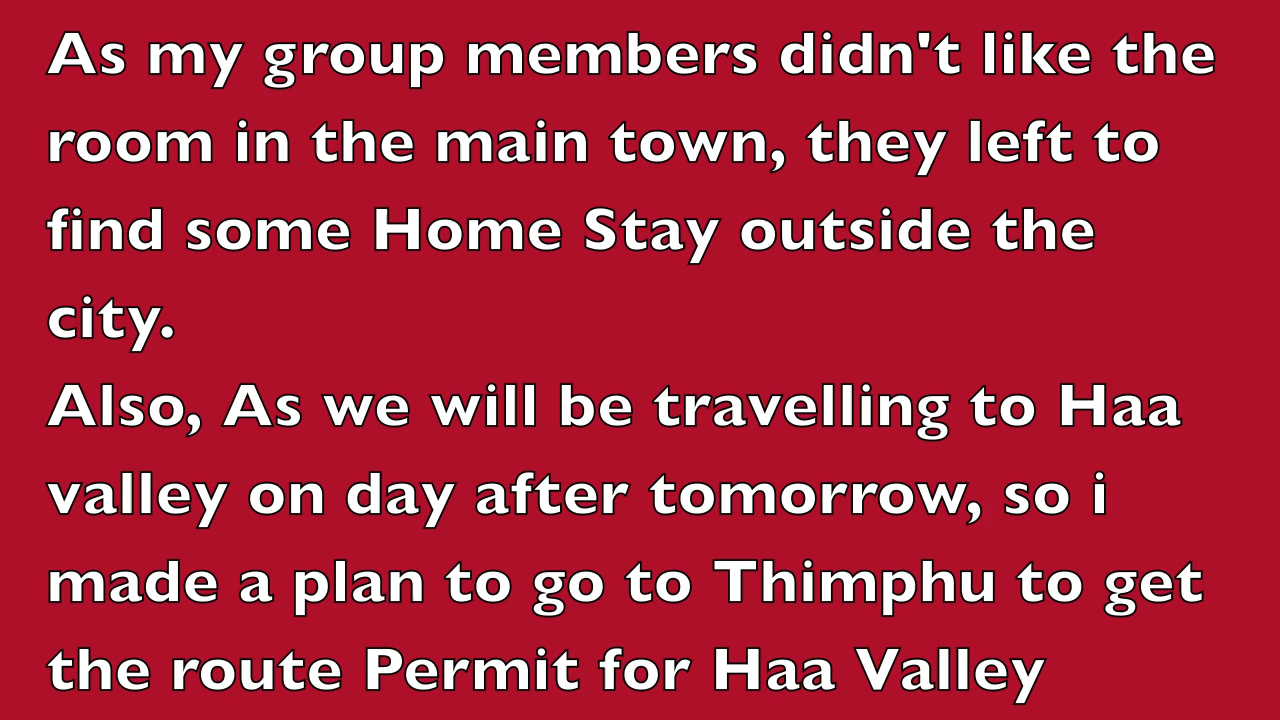 As my group members didn't like the
room in the main town, they left to
find some Home Stay outside the
city.
Also, As we will be travelling to Haa
valley on day after tomorrow, so i
made a plan to go to Thimphu to get
the route Permit for Haa Valley